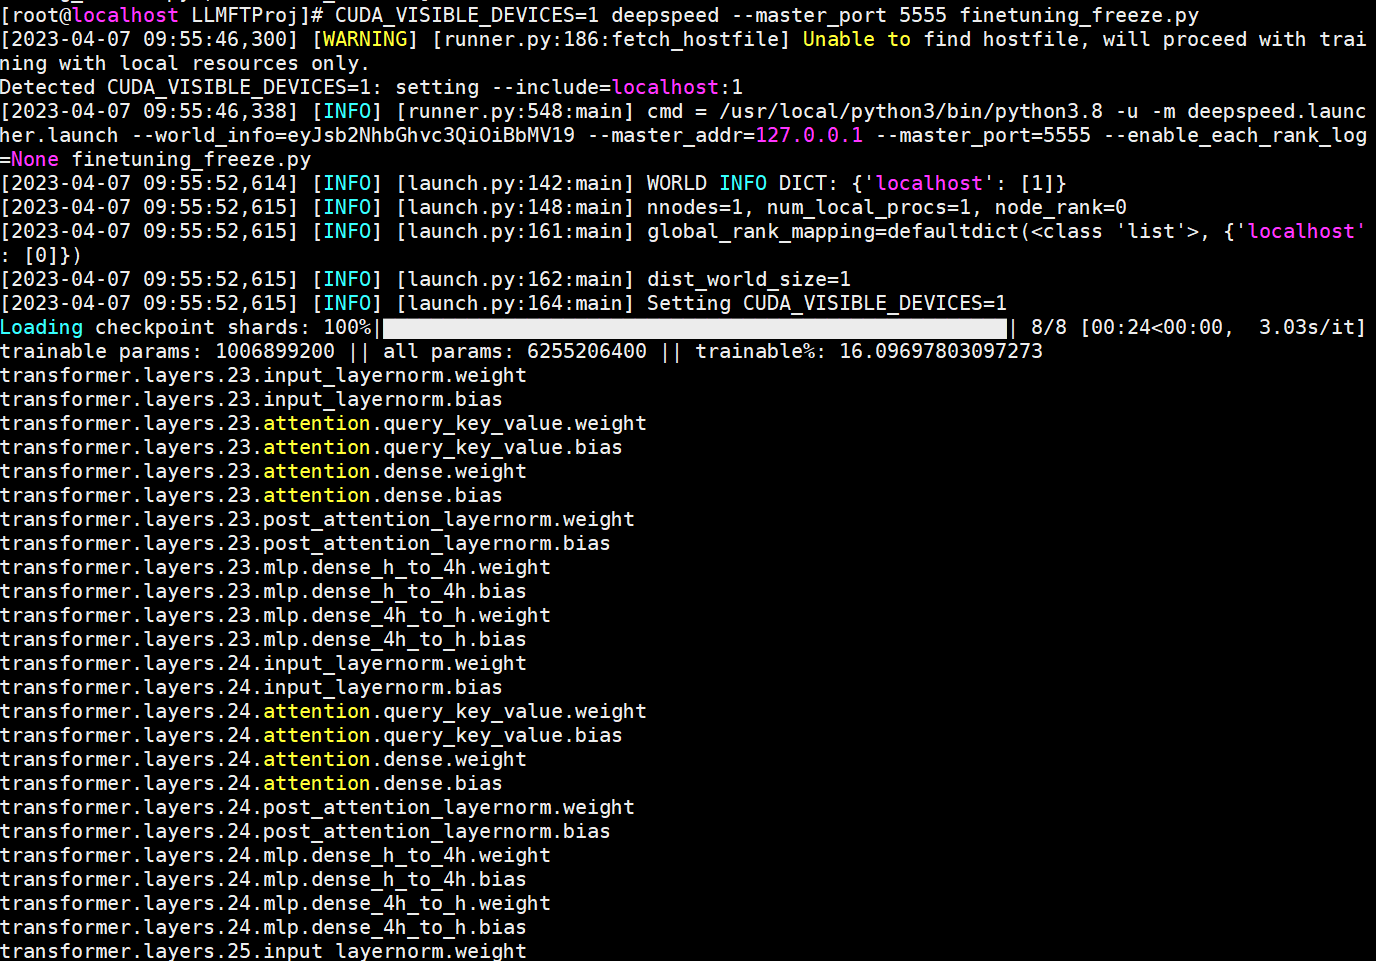 [root@localhost LLMFTProj]# CUDA_VISIBLE_DEVICES=1 deepspeed --master_port 5555 finetuning_freeze.py
[2023-04-07 09:55:46,300] [WARNING] [runner.py:186:fetch_hostfile] Unable to find hostfile, will proceed with trai
ning with local resources only.
Detected CUDA_VISIBLE_DEVICES=1: setting --include=localhost:1
[2023-04-07 09:55:46,338] [INFO] [runner.py:548:main] cmd = /usr/local/python3/bin/python3.8 -u -m deepspeed.launc
her.launch --world_info=eyJsb2NhbGhvc3QiOiBbMV19 --master_addr=127.0.0.1 --master_port=5555 --enable_each_rank_log
=None finetuning_freeze.py
[2023-04-07 09:55:52,614] [INFO] [launch.py:142:main] WORLD INFO DICT: {'localhost': [1]}
[2023-04-07 09:55:52,615] [INFO] [launch.py:148:main] nnodes=1, num_local_procs=1, node_rank=0
[2023-04-07 09:55:52,615] [INFO] [launch.py:161:main] global_rank_mapping=defaultdict(<class 'list'>, {'localhost'
: [0]})
[2023-04-07 09:55:52,615] [INFO] [launch.py:162:main] dist_world_size=1
[2023-04-07 09:55:52,615] [INFO] [launch.py:164:main] Setting CUDA_VISIBLE_DEVICES=1
Loading checkpoint shards: 100%|██████████| 8/8 [00:24<00:00,  3.03s/it]
trainable params: 1006899200 || all params: 6255206400 || trainable%: 16.09697803097273
transformer.layers.23.input_layernorm.weight
transformer.layers.23.input_layernorm.bias
transformer.layers.23.attention.query_key_value.weight
transformer.layers.23.attention.query_key_value.bias
transformer.layers.23.attention.dense.weight
transformer.layers.23.attention.dense.bias
transformer.layers.23.post_attention_layernorm.weight
transformer.layers.23.post_attention_layernorm.bias
transformer.layers.23.mlp.dense_h_to_4h.weight
transformer.layers.23.mlp.dense_h_to_4h.bias
transformer.layers.23.mlp.dense_4h_to_h.weight
transformer.layers.23.mlp.dense_4h_to_h.bias
transformer.layers.24.input_layernorm.weight
transformer.layers.24.input_layernorm.bias
transformer.layers.24.attention.query_key_value.weight
transformer.layers.24.attention.query_key_value.bias
transformer.layers.24.attention.dense.weight
transformer.layers.24.attention.dense.bias
transformer.layers.24.post_attention_layernorm.weight
transformer.layers.24.post_attention_layernorm.bias
transformer.layers.24.mlp.dense_h_to_4h.weight
transformer.layers.24.mlp.dense_h_to_4h.bias
transformer.layers.24.mlp.dense_4h_to_h.weight
transformer.layers.24.mlp.dense_4h_to_h.bias
transformer.layers.25.input_layernorm.weight